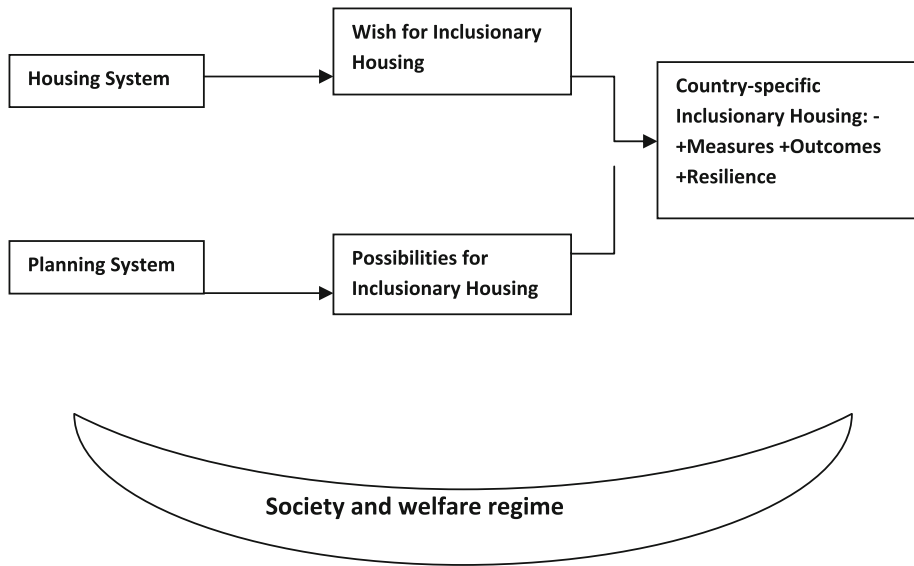 Housing System
Wish for Inclusionary
Housing
Country-specific
Inclusionary Housing: -
+Measures +Outcomes
+Resilience
Planning System
Possibilities for
Inclusionary Housing
Society and welfare regime